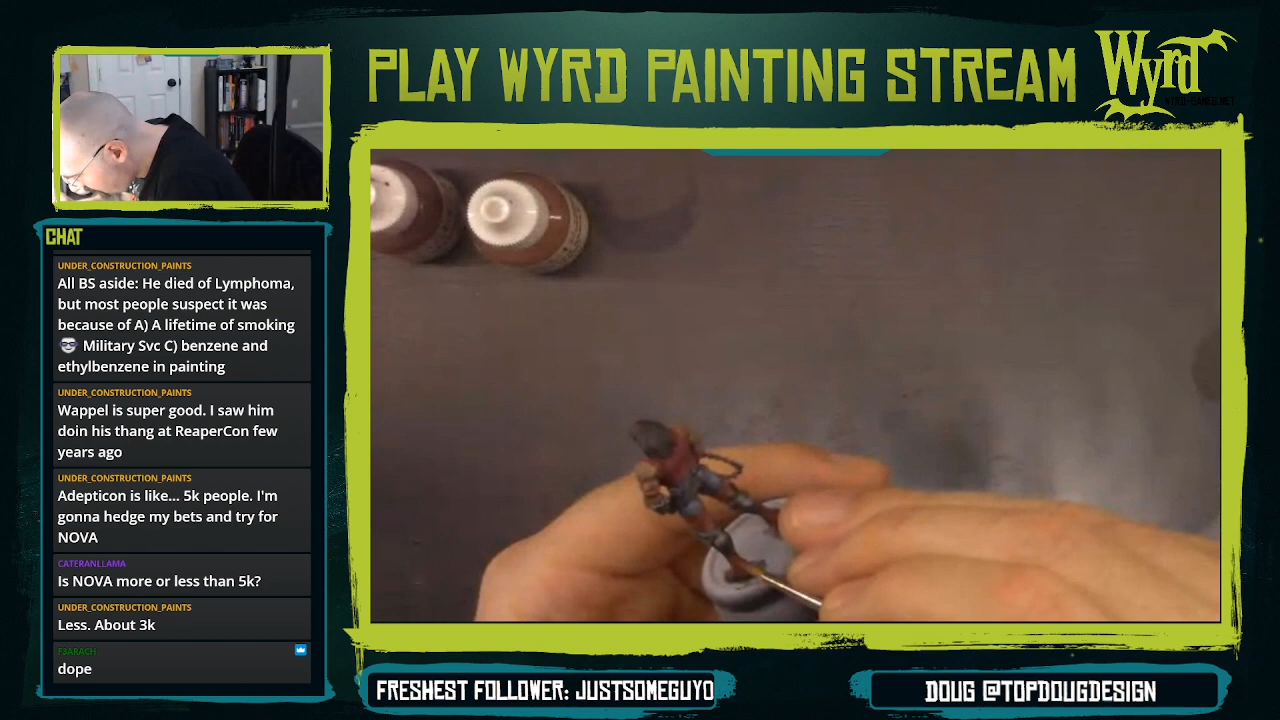 PLAY WYRD PAINTING STREAM
Wyrd
CHAT
UNDER_CONSTRUCTION_PAINTS
All BS aside: He died of Lymphoma,
but most people suspect it was
because of A) A lifetime of smoking
😎 Military Svc C) benzene and
ethylbenzene in painting
UNDER_CONSTRUCTION_PAINTS
Wappel is super good. I saw him
doin his thang at ReaperCon few
years ago
UNDER_CONSTRUCTION_PAINTS
Adepticon is like... 5k people. I'm
gonna hedge my bets and try for
NOVA
CATERANLLAMA
Is NOVA more or less than 5k?
UNDER_CONSTRUCTION_PAINTS
Less. About 3k
F3ARACH
dope
FRESHEST FOLLOWER: JUSTSOMEGUYO
DOUG @TOPDOUGDESIGN